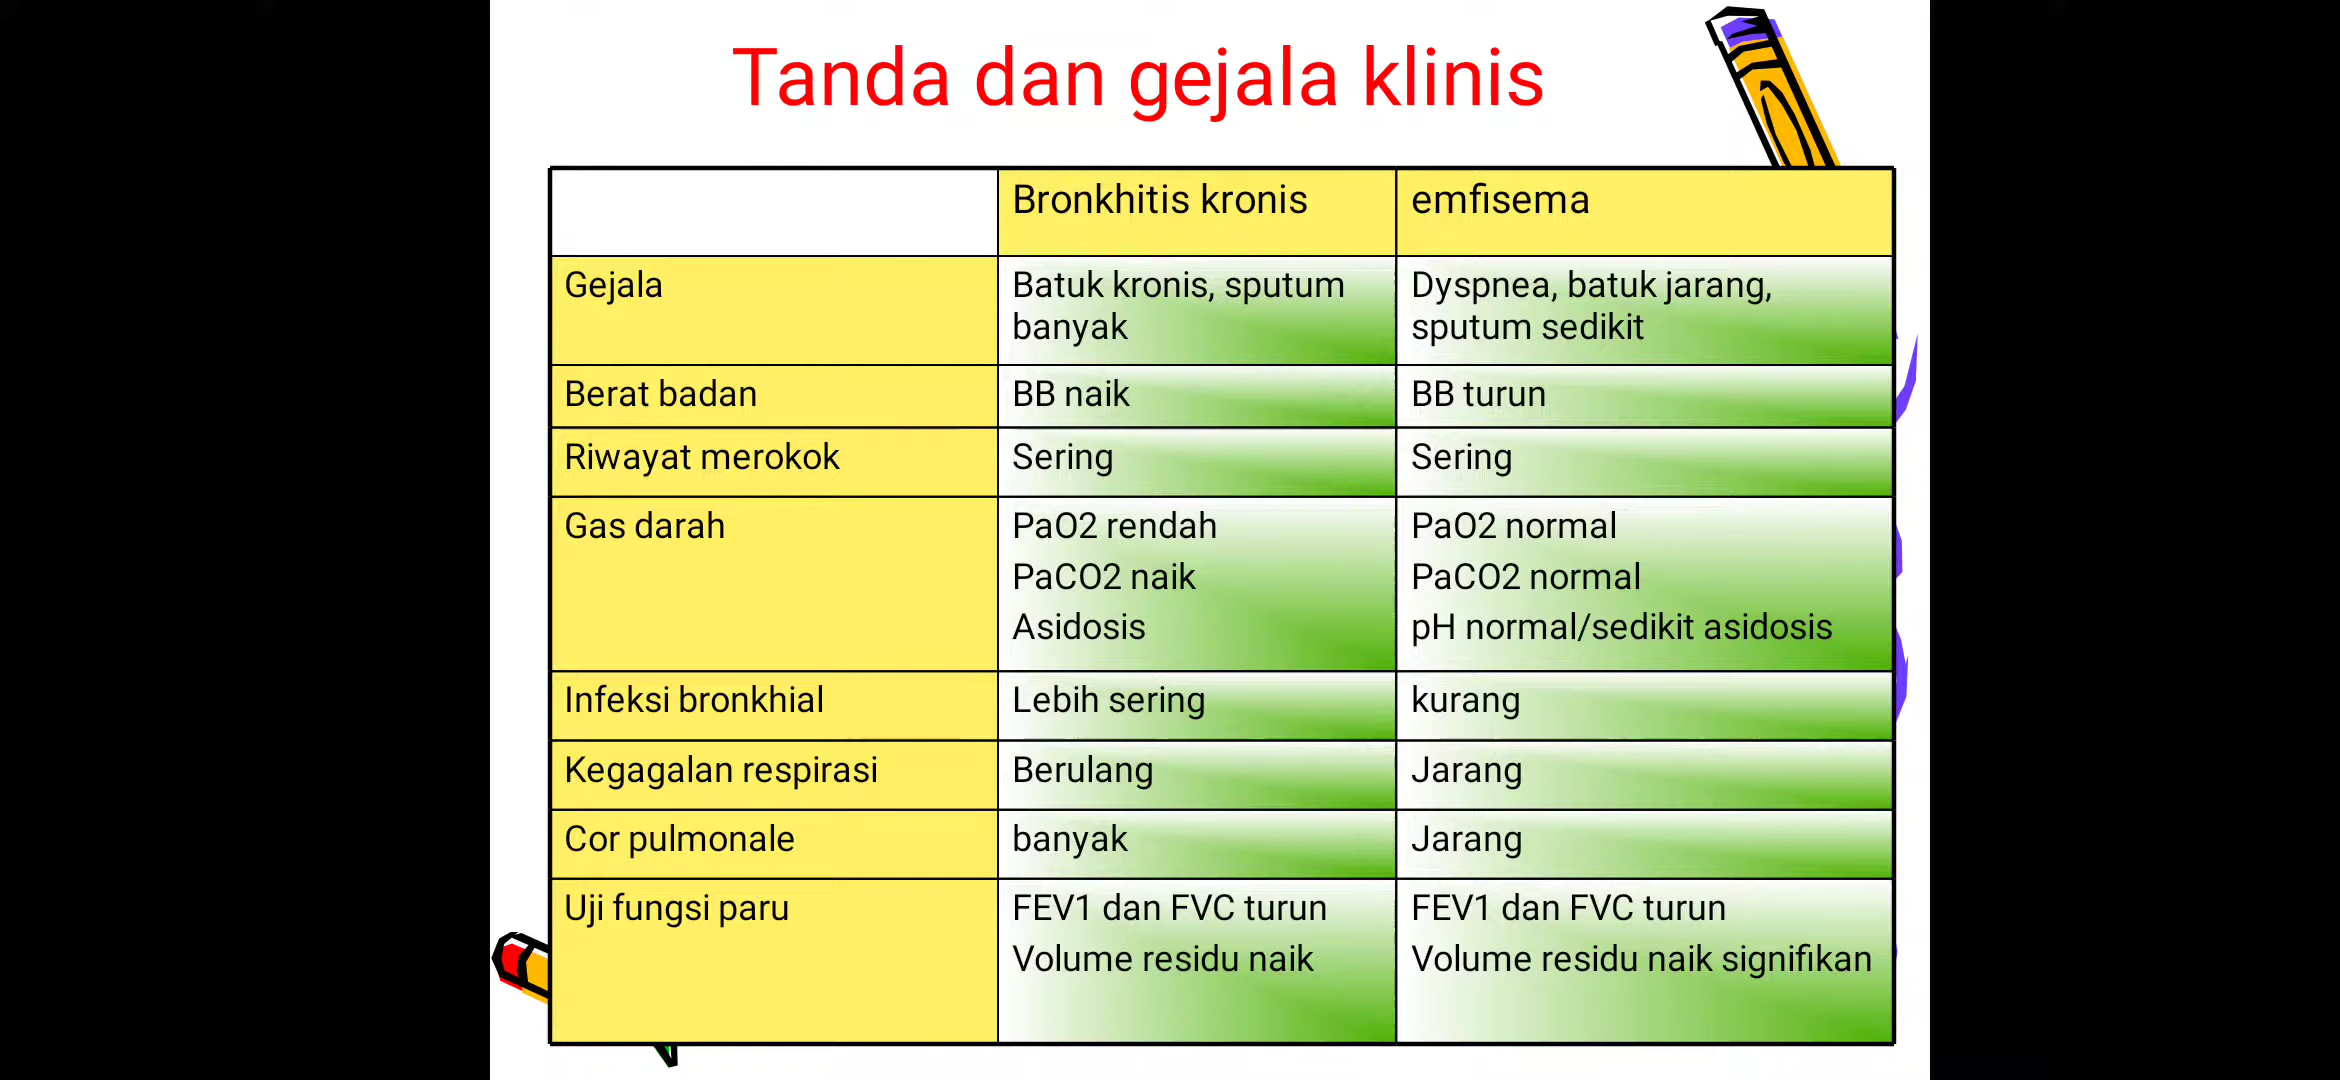 Tanda dan gejala klinis
Bronkhitis kronis
emfisema
Gejala
Batuk kronis, sputum
banyak
Dyspnea, batuk jarang,
sputum sedikit
Berat badan
BB naik
BB turun
Riwayat merokok
Sering
Sering
Gas darah
PaO2 rendah
PaCO2 naik
Asidosis
PaO2 normal
PaCO2 normal
pH normal/sedikit asidosis
Infeksi bronkhial
Lebih sering
kurang
Kegagalan respirasi
Berulang
Jarang
Cor pulmonale
banyak
Jarang
Uji fungsi paru
FEV1 dan FVC turun
Volume residu naik
FEV1 dan FVC turun
Volume residu naik signifikan